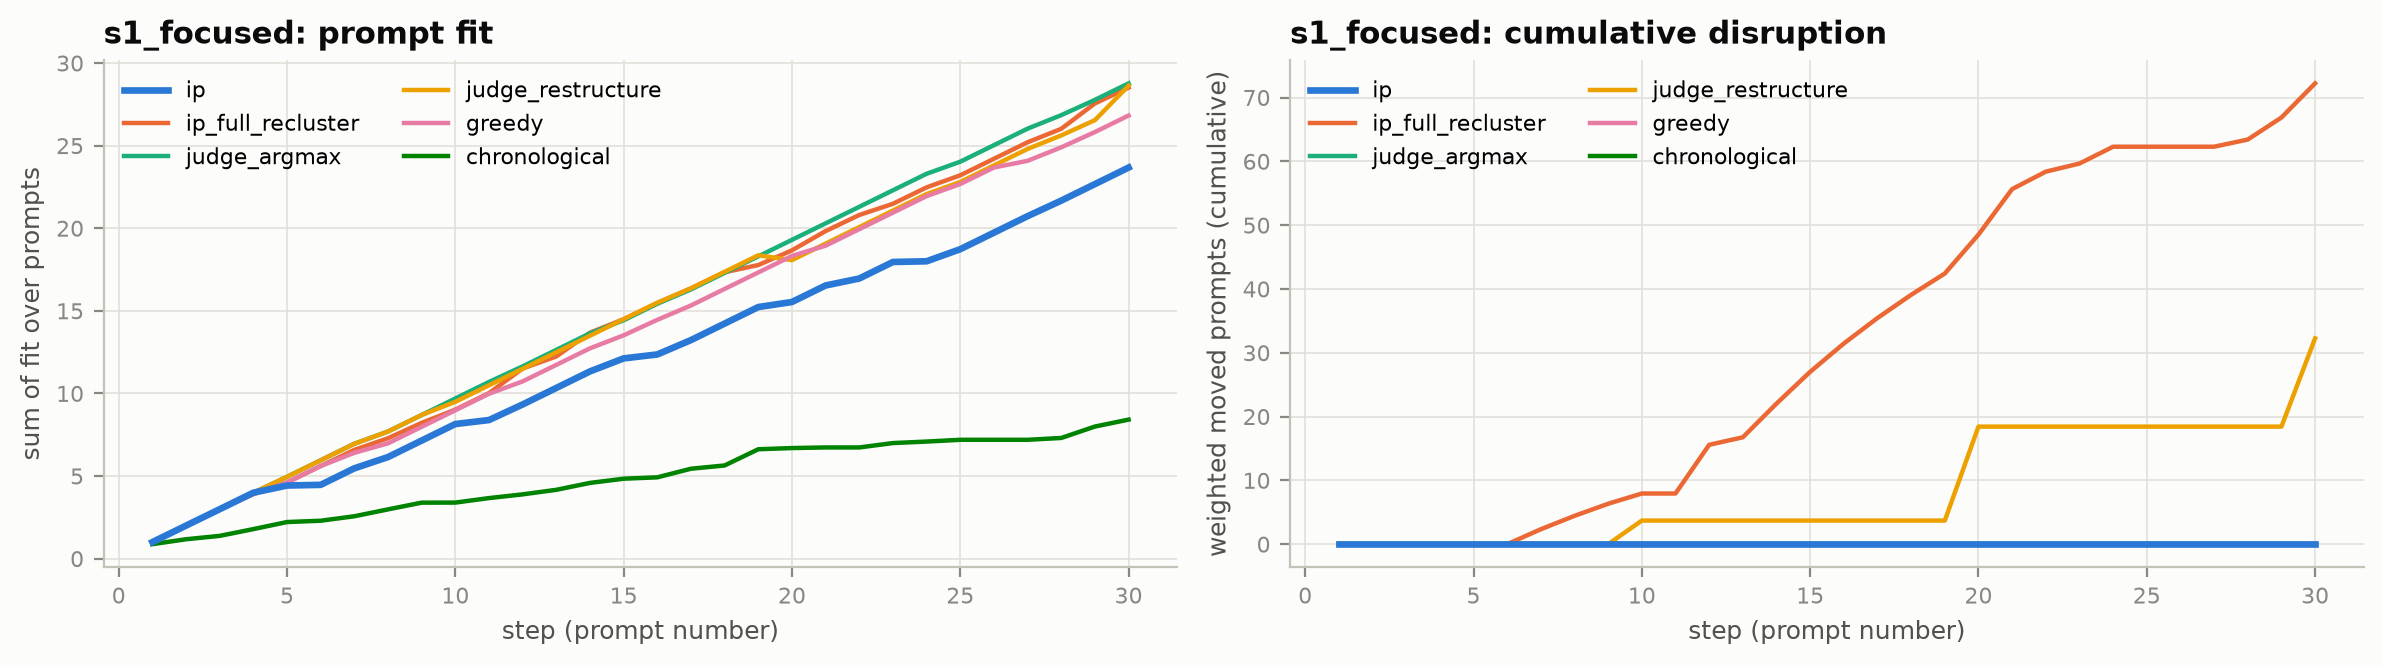 s1_focused: prompt fit
sum of fit over prompts
30
25
20
15
10
5
0
ip
ip_full_recluster
judge_argmax
judge_restructure
greedy
chronological
0 5 10 15 20 25 30
step (prompt number)
s1_focused: cumulative disruption
weighted moved prompts (cumulative)
70
60
50
40
30
20
10
0
ip
ip_full_recluster
judge_argmax
judge_restructure
greedy
chronological
0 5 10 15 20 25 30
step (prompt number)